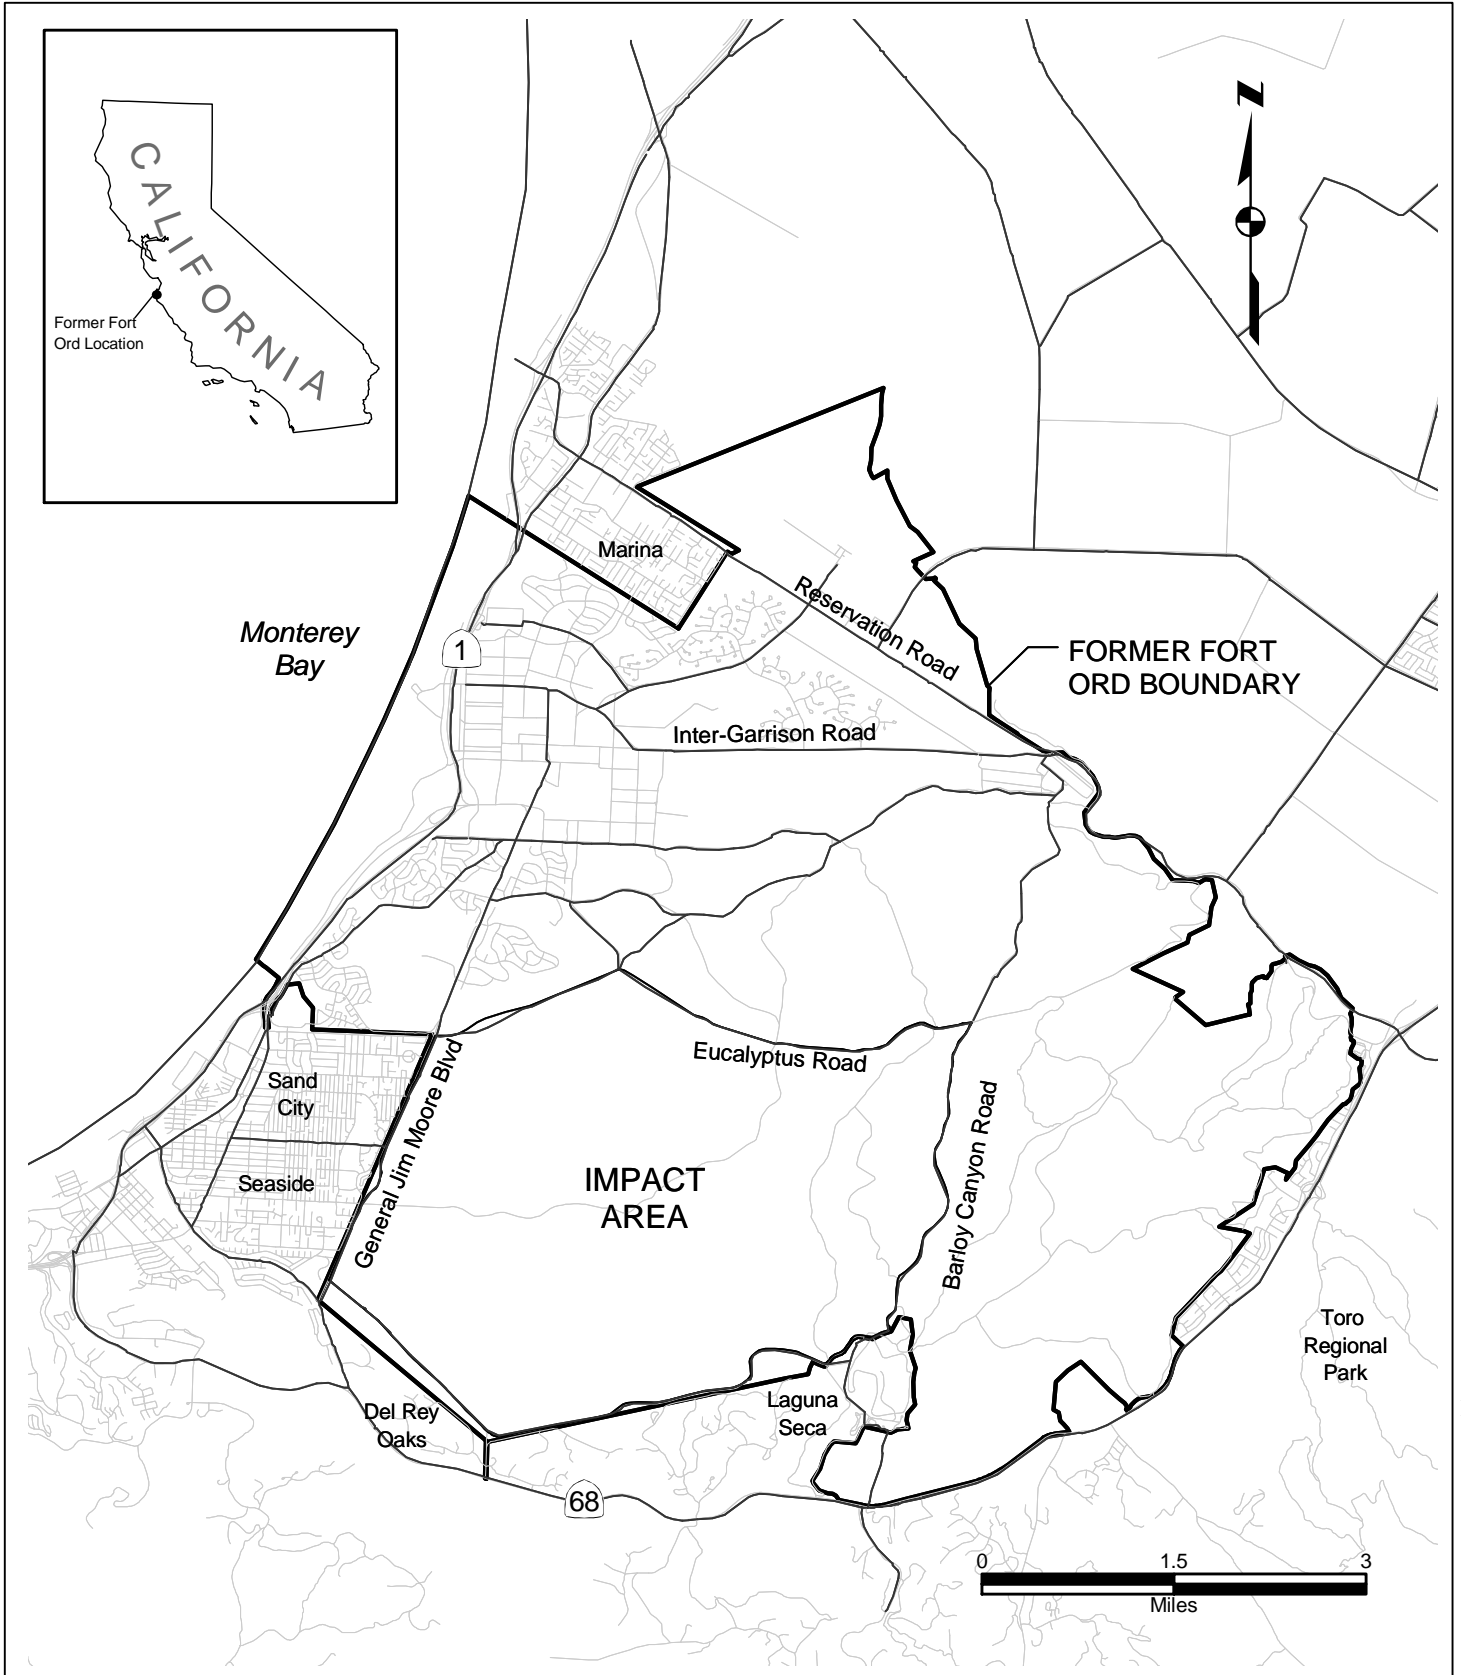 CALIFORNIA
Former Fort
Ord Location
N
Marina
Monterey
Bay
1
Reservation Road
FORMER FORT
ORD BOUNDARY
Inter-Garrison Road
Eucalyptus Road
Sand
City
General Jim Moore Blvd
Barloy Canyon Road
IMPACT
AREA
Seaside
Toro
Regional
Park
Laguna
Seca
Del Rey
Oaks
68
0 1.5 3
Miles